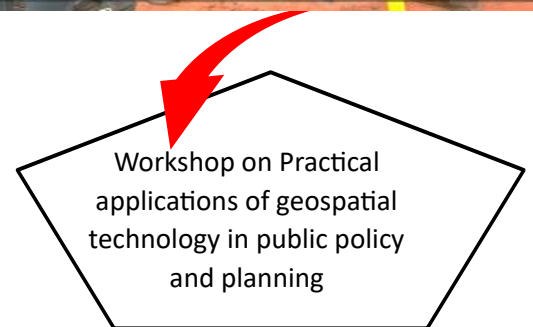 Workshop on Practical
applications of geospatial
technology in public policy
and planning